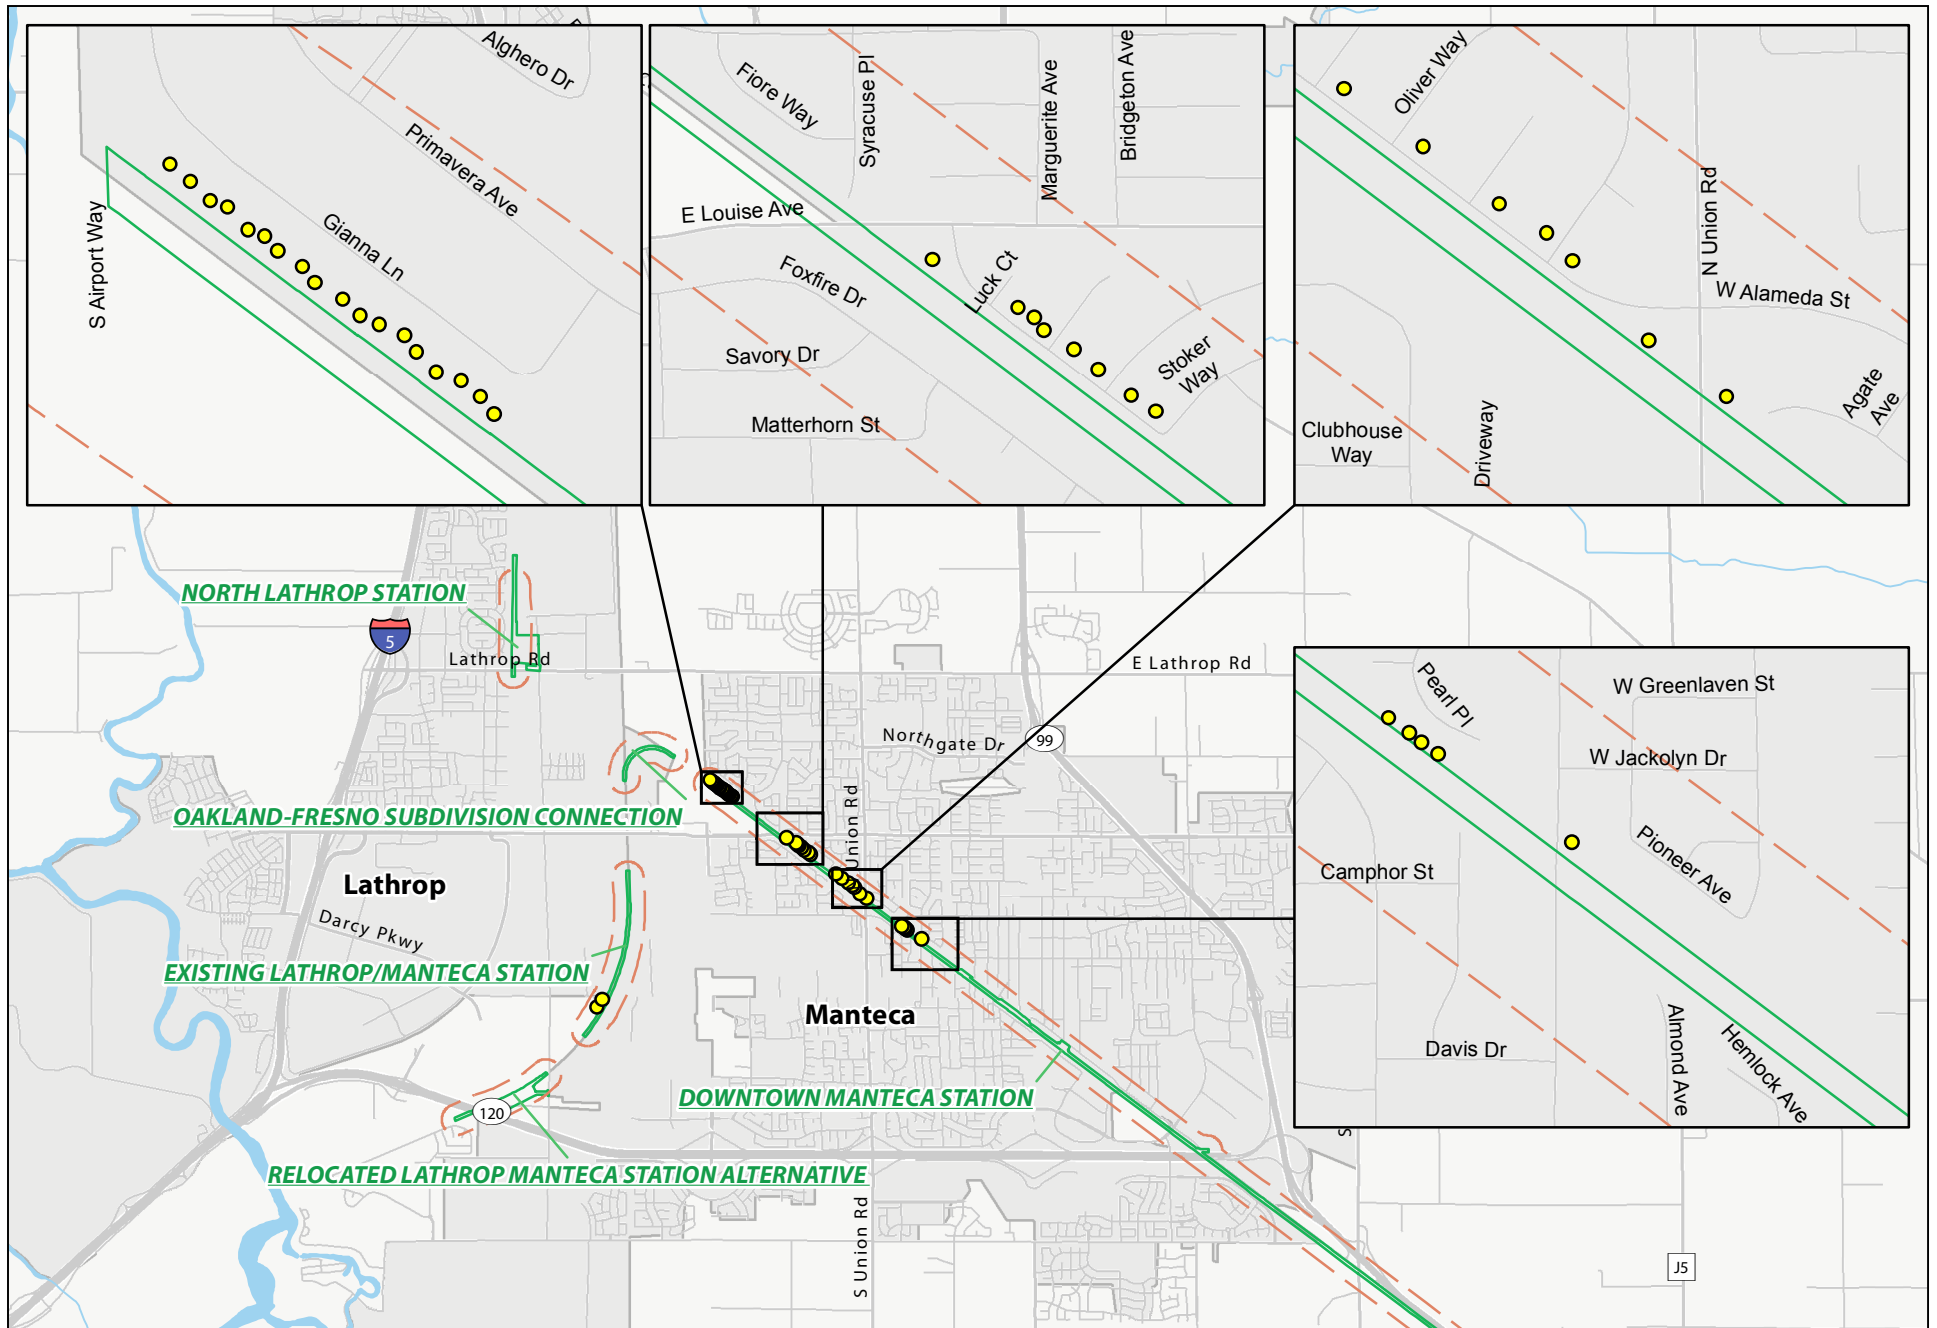 Alghero Dr
Primavera Ave
Gianna Ln
S Airport Way
Fiore Way
Syracuse Pl
Marguerite Ave
Bridgeton Ave
E Louise Ave
Foxfire Dr
Luck Ct
Savory Dr
Stoker
Way
Matterhorn St
Oliver Way
N Union Rd
W Alameda St
Agate
Ave
Clubhouse
Way
Driveway
NORTH LATHROP STATION
5
Lathrop Rd
E Lathrop Rd
Northgate Dr
99
OAKLAND-FRESNO SUBDIVISION CONNECTION
Union Rd
Lathrop
Darcy Pkwy
EXISTING LATHROP/MANTECA STATION
Manteca
DOWNTOWN MANTECA STATION
120
RELOCATED LATHROP MANTECA STATION ALTERNATIVE
S Union Rd
J5
Pearl Pl
W Greenlaven St
W Jackolyn Dr
Pioneer Ave
Camphor St
Davis Dr
Almond Ave
Hemlock Ave